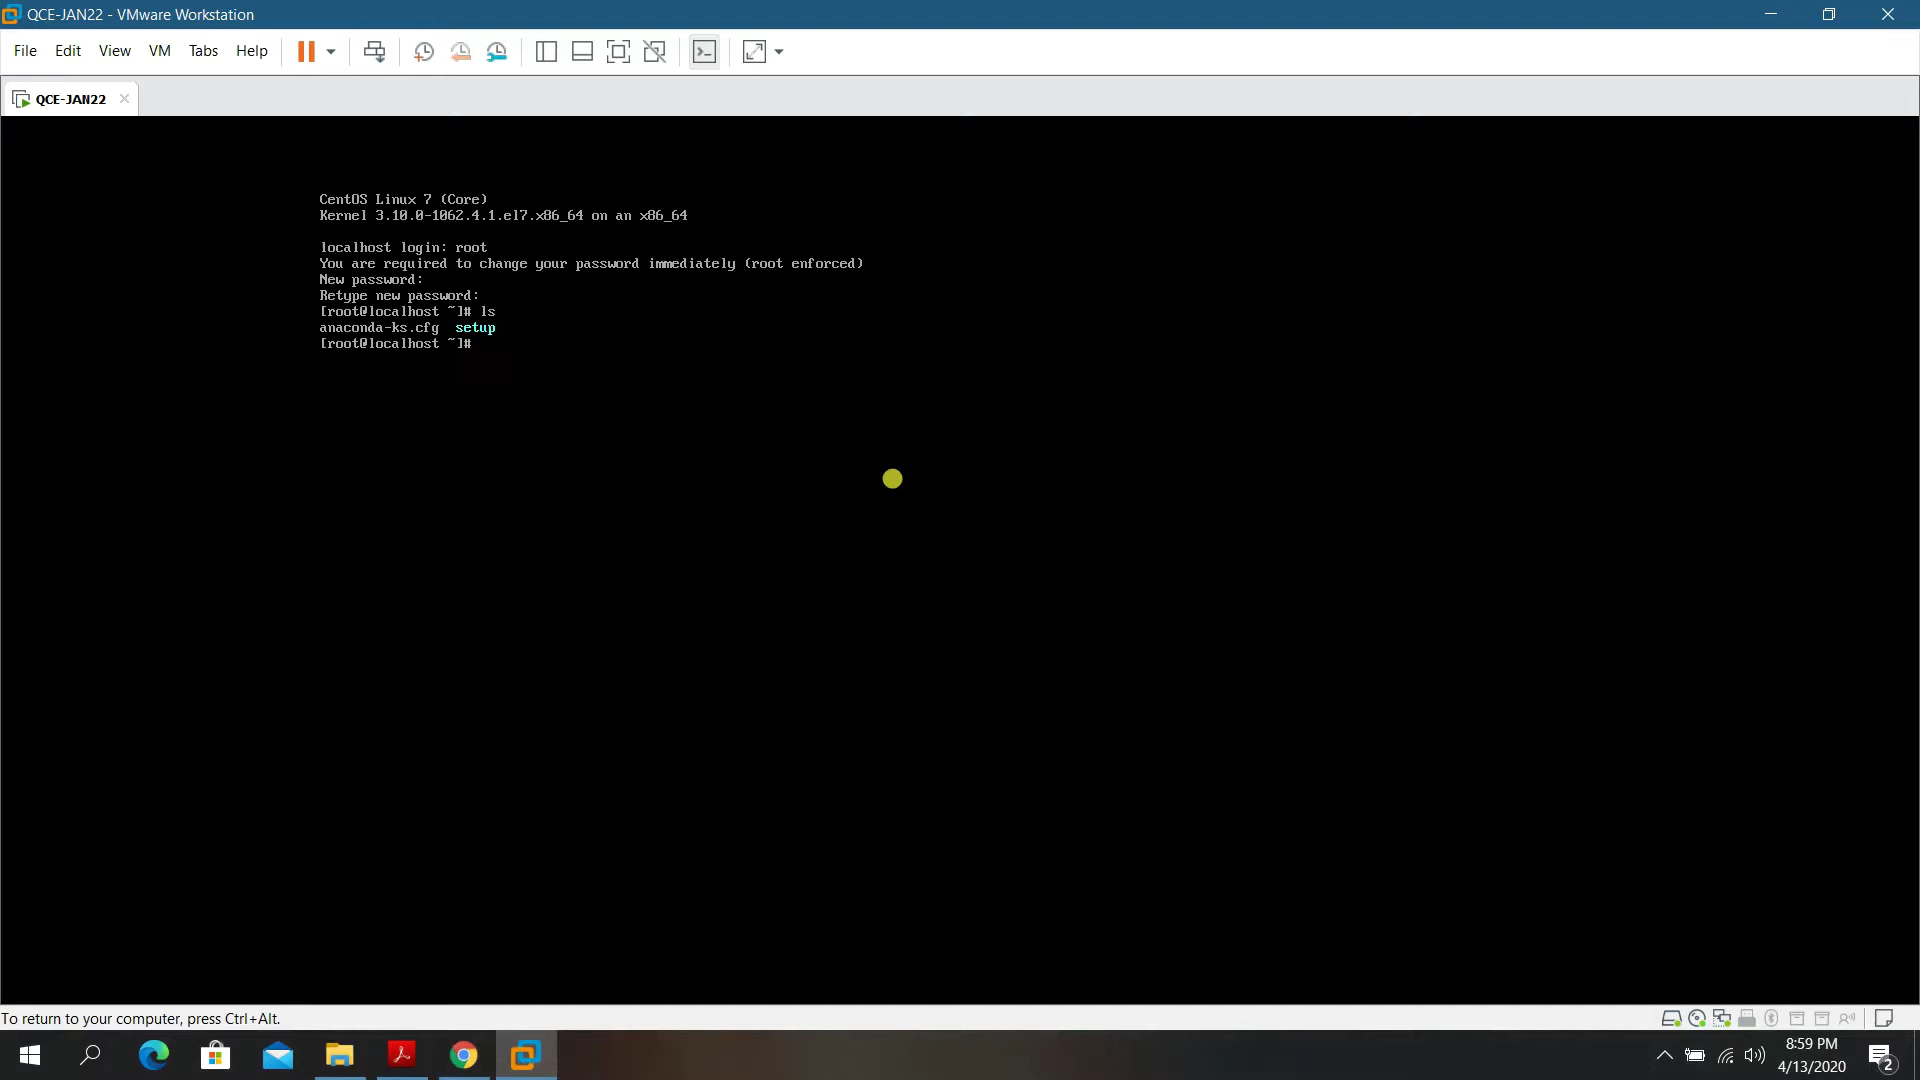 QCE-JAN22 - VMware Workstation
File Edit View VM Tabs Help
QCE-JAN22
CentOS Linux 7 (Core)
Kernel 3.10.0-1062.4.1.el7.x86_64 on an x86_64
localhost login: root
You are required to change your password immediately (root enforced)
New password:
Retype new password:
[root@localhost ~]# ls
anaconda-ks.cfg setup
[root@localhost ~]#
To return to your computer, press Ctrl+Alt.
8:59 PM
4/13/2020
2